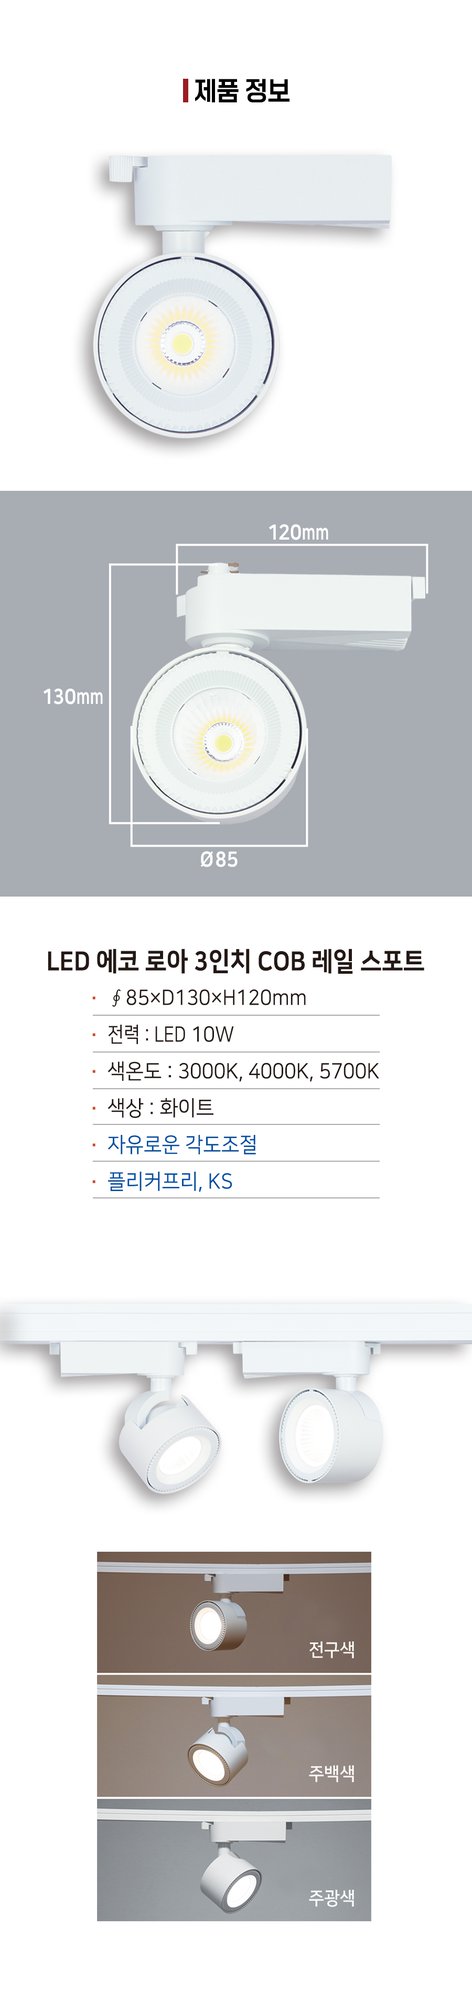 제품 정보
120mm
130mm
Ø85
LED 에코 로아 3인치 COB 레일 스포트
· ∮85×D130×H120mm
· 전력 : LED 10W
· 색온도 : 3000K, 4000K, 5700K
· 색상 : 화이트
· 자유로운 각도조절
· 플리커프리, KS
전구색
주백색
주광색